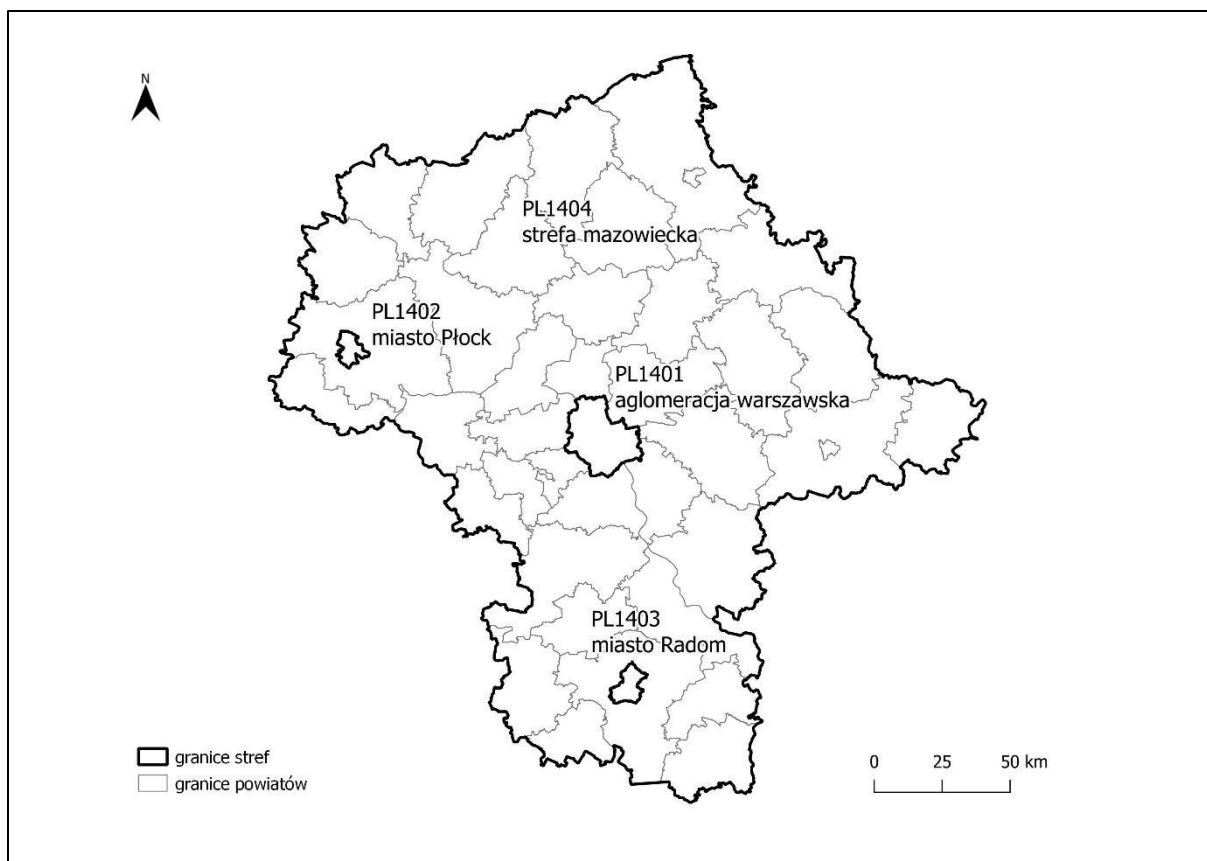 N
PL1404
strefa mazowiecka
PL1402
miasto Płock
PL1401
aglomeracja warszawska
PL1403
miasto Radom
granice stref
granice powiatów
0 25 50 km